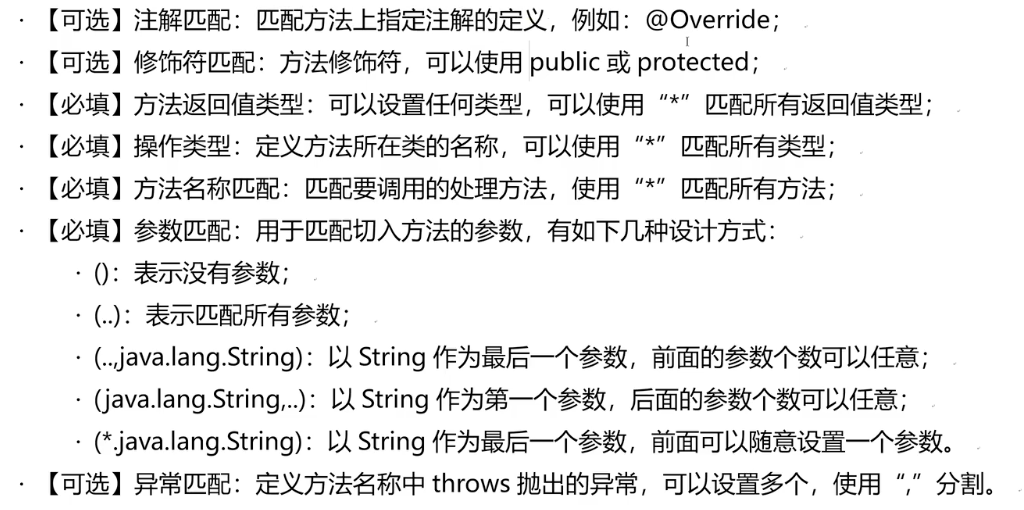 · 【可选】注解匹配：匹配方法上指定注解的定义，例如：@Override；
· 【可选】修饰符匹配：方法修饰符，可以使用 public 或 protected；
· 【必填】方法返回值类型：可以设置任何类型，可以使用“*”匹配所有返回值类型；
· 【必填】操作类型：定义方法所在类的名称，可以使用“*”匹配所有类型；
· 【必填】方法名称匹配：匹配要调用的处理方法，使用“*”匹配所有方法；
· 【必填】参数匹配：用于匹配切入方法的参数，有如下几种设计方式：
· ()：表示没有参数；
· (..)：表示匹配所有参数；
· (..,java.lang.String)：以 String 作为最后一个参数，前面的参数个数可以任意；
· (java.lang.String,..)：以 String 作为第一个参数，后面的参数个数可以任意；
· (*.java.lang.String)：以 String 作为最后一个参数，前面可以随意设置一个参数。
· 【可选】异常匹配：定义方法名称中 throws 抛出的异常，可以设置多个，使用“,”分割。